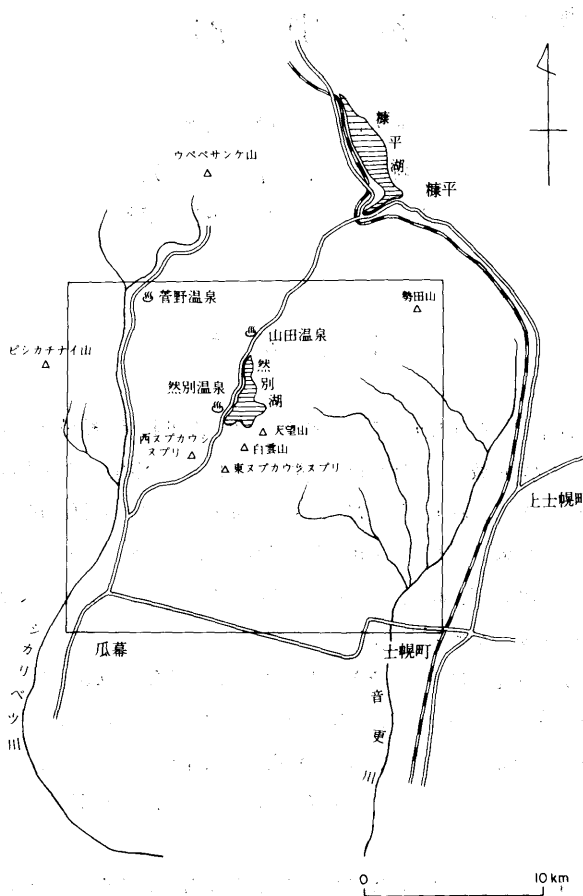 糠平湖
ウペペサンケ山
糠平
菅野温泉
勢田山
山田温泉
ピシカチナイ山
然別湖
然別温泉
天望山
西ヌプカウシ
ヌプリ
白雲山
東ヌプカウシヌプリ
上士幌町
瓜幕
士幌町
シカリベツ川
音更川
0
10 km